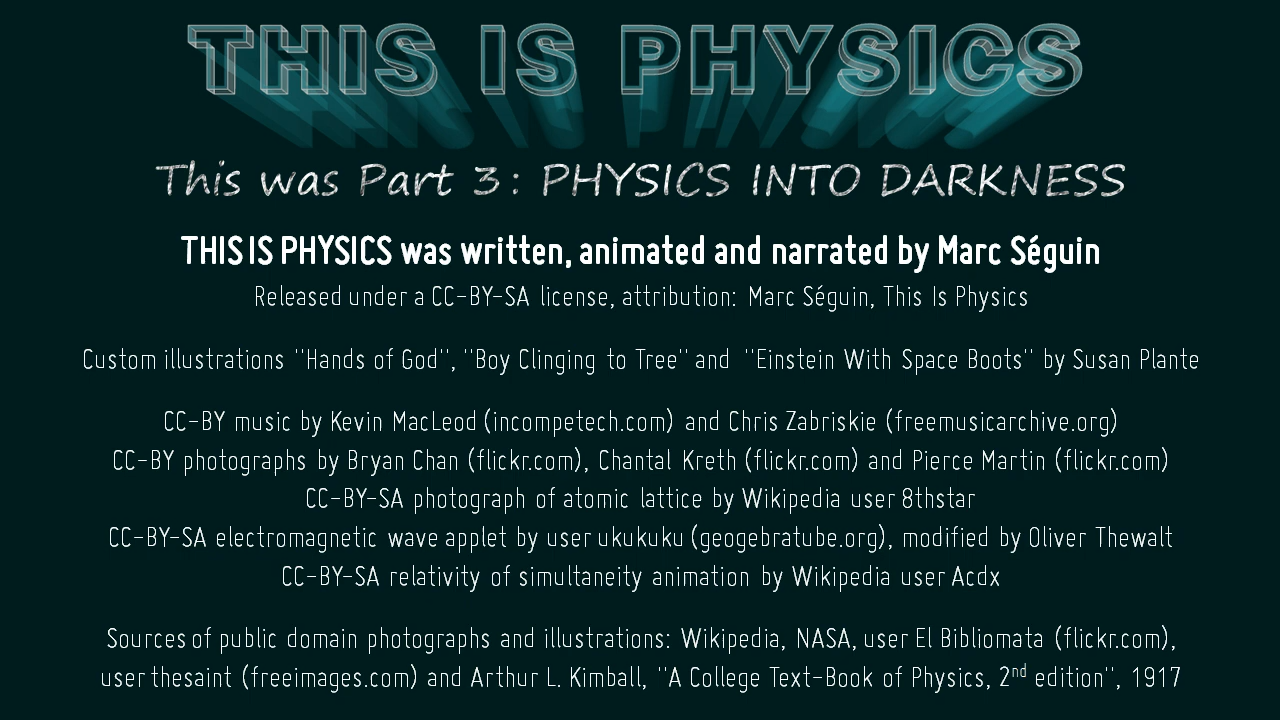 THIS IS PHYSICS
This was Part 3: PHYSICS INTO DARKNESS
THIS IS PHYSICS was written, animated and narrated by Marc Séguin
Released under a CC-BY-SA license, attribution: Marc Séguin, This Is Physics
Custom illustrations "Hands of God", "Boy Clinging to Tree" and "Einstein With Space Boots" by Susan Plante
CC-BY music by Kevin MacLeod (incompetech.com) and Chris Zabriskie (freemusicarchive.org)
CC-BY photographs by Bryan Chan (flickr.com), Chantal Kreth (flickr.com) and Pierce Martin (flickr.com)
CC-BY-SA photograph of atomic lattice by Wikipedia user 8thstar
CC-BY-SA electromagnetic wave applet by user ukukuku (geogebratube.org), modified by Oliver Thewalt
CC-BY-SA relativity of simultaneity animation by Wikipedia user Acdx
Sources of public domain photographs and illustrations: Wikipedia, NASA, user El Bibliomata (flickr.com),
user thesaint (freeimages.com) and Arthur L. Kimball, "A College Text-Book of Physics, 2nd edition", 1917